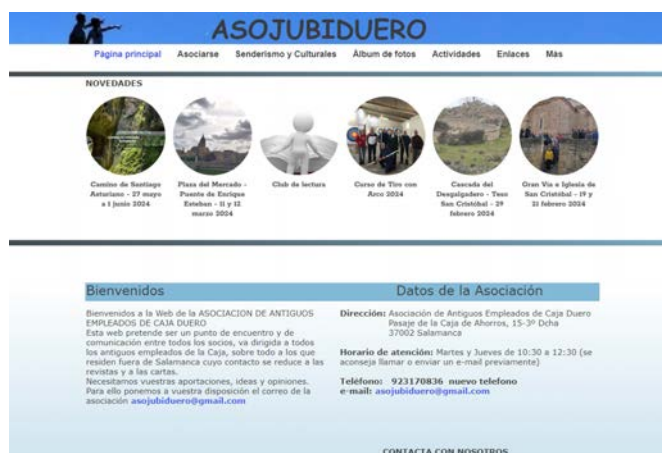 ASOJUBIDUERO
Página principal Asociarse Senderismo y Culturales Álbum de fotos Actividades Enlaces Más
NOVEDADES
Camino de Santiago
Asturiano - 27 mayo
a 1 junio 2024
Plaza del Mercado -
Puente de Enrique
Esteban - 11 y 12
marzo 2024
Club de lectura
Curso de Tiro con
Arco 2024
Cascada del
Desgalgadero - Teso
San Cristóbal - 29
febrero 2024
Gran Vía e Iglesia de
San Cristóbal - 19 y
21 febrero 2024
Bienvenidos
Bienvenidos a la Web de la ASOCIACION DE ANTIGUOS
EMPLEADOS DE CAJA DUERO
Esta web pretende ser un punto de encuentro y de
comunicación entre todos los socios, va dirigida a todos
los antiguos empleados de la Caja, sobre todo a los que
residen fuera de Salamanca cuyo contacto se reduce a las
revistas y a las cartas.
Necesitamos vuestras aportaciones, ideas y opiniones.
Para ello ponemos a vuestra disposición el correo de la
asociación asojubiduero@gmail.com
Datos de la Asociación
Dirección: Asociación de Antiguos Empleados de Caja Duero
Pasaje de la Caja de Ahorros, 15-3º Dcha
37002 Salamanca
Horario de atención: Martes y Jueves de 10:30 a 12:30 (se
aconseja llamar o enviar un e-mail previamente)
Teléfono: 923170836 nuevo telefono
e-mail: asojubiduero@gmail.com
CONTACTA CON NOSOTROS